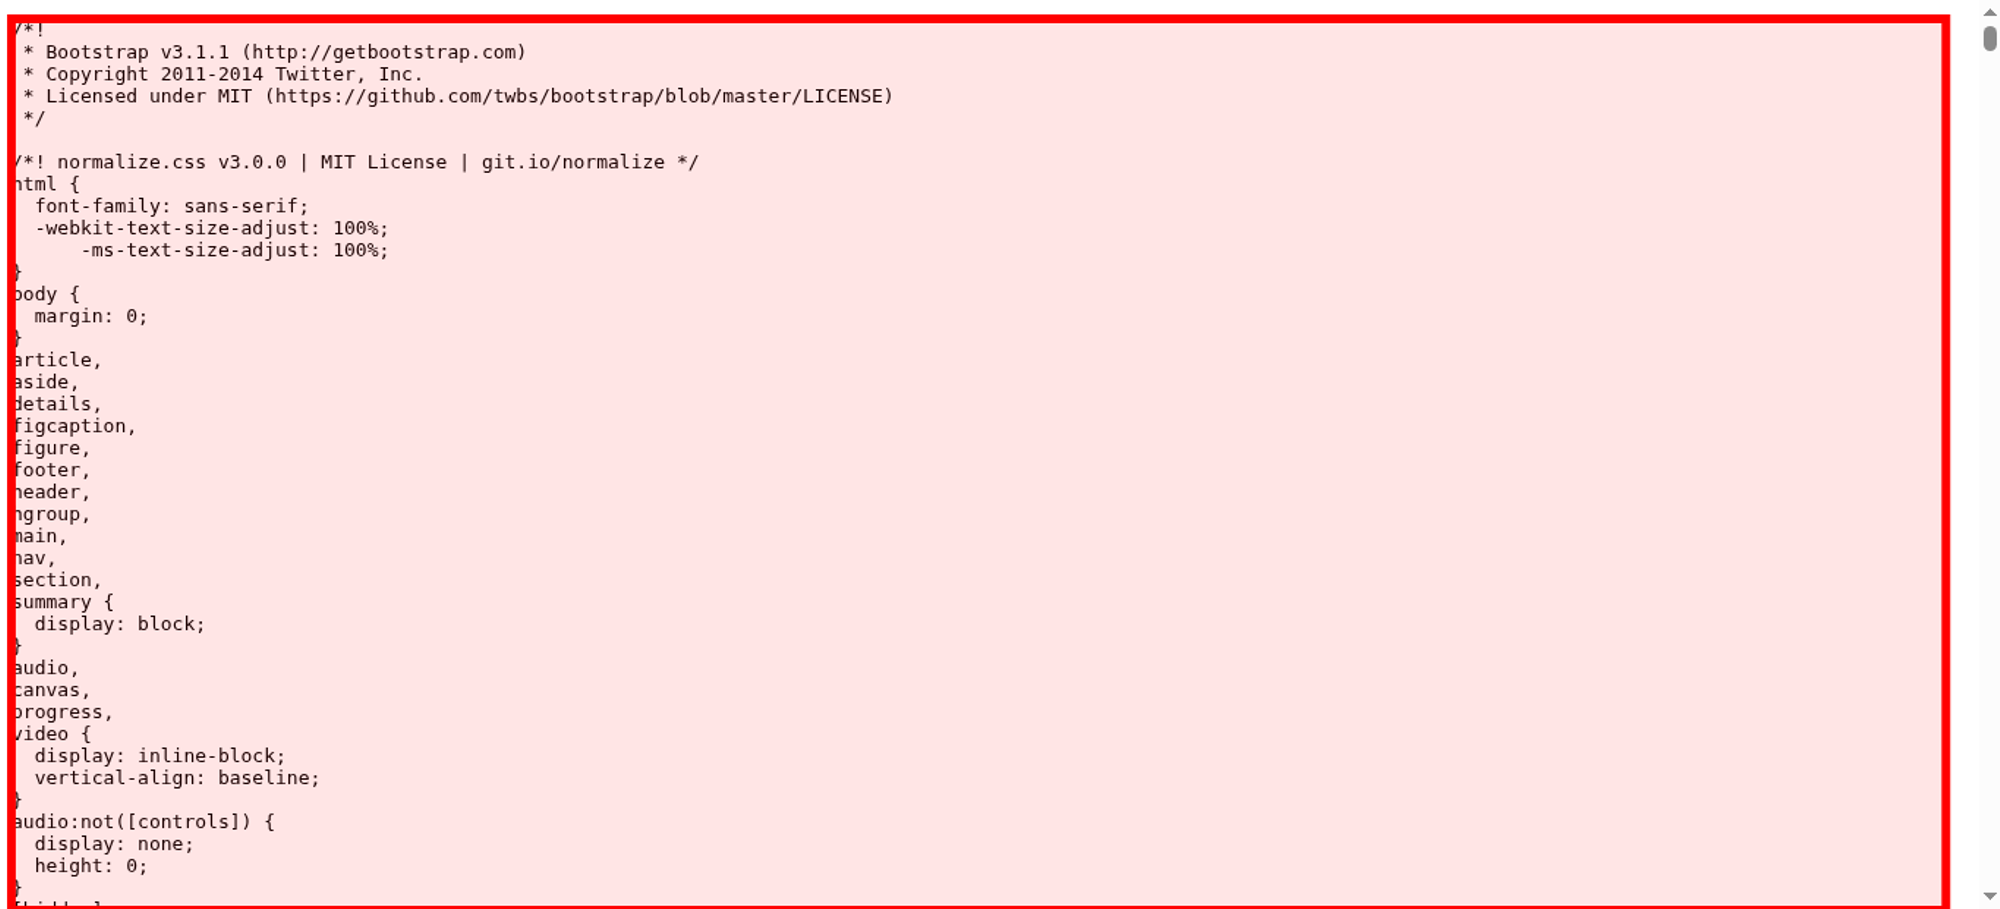 /*!
 * Bootstrap v3.1.1 (http://getbootstrap.com)
 * Copyright 2011-2014 Twitter, Inc.
 * Licensed under MIT (https://github.com/twbs/bootstrap/blob/master/LICENSE)
 */

/*! normalize.css v3.0.0 | MIT License | git.io/normalize */
html {
  font-family: sans-serif;
  -webkit-text-size-adjust: 100%;
      -ms-text-size-adjust: 100%;
}
body {
  margin: 0;
}
article,
aside,
details,
figcaption,
figure,
footer,
header,
hgroup,
main,
nav,
section,
summary {
  display: block;
}
audio,
canvas,
progress,
video {
  display: inline-block;
  vertical-align: baseline;
}
audio:not([controls]) {
  display: none;
  height: 0;
}